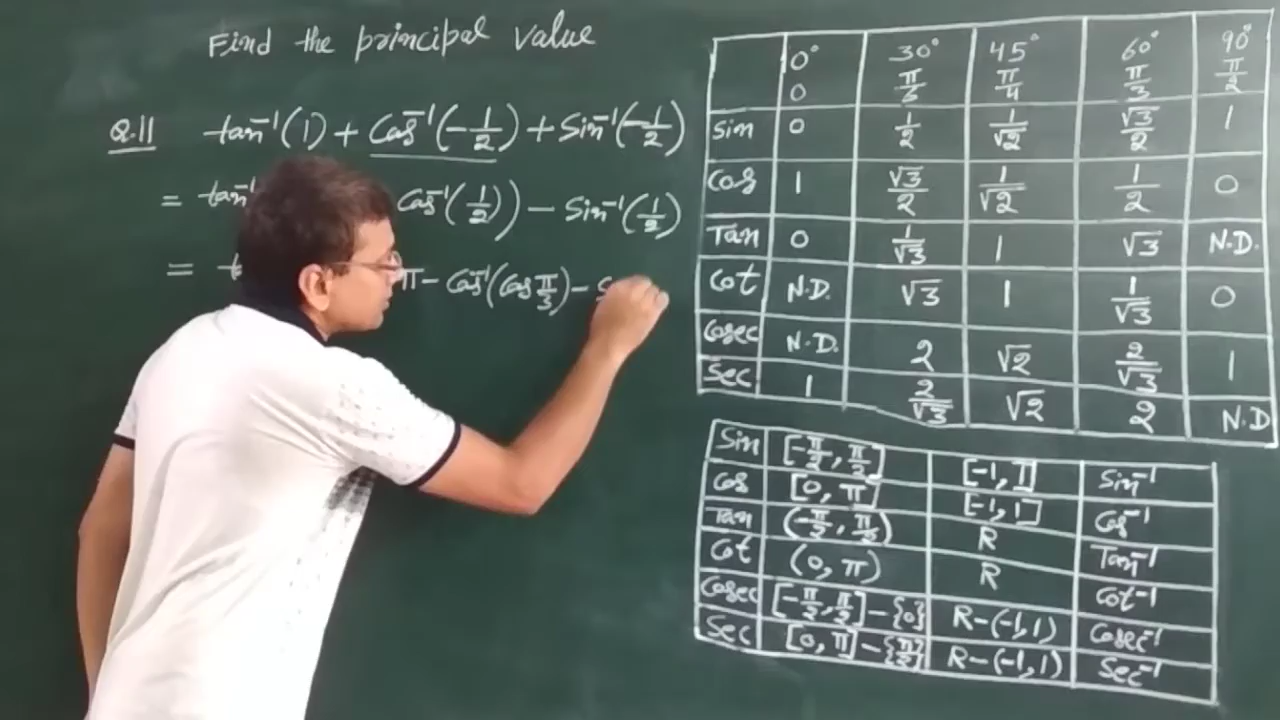 Find the principal value
Q.11 tan⁻¹(1) + Cos⁻¹(-1/2) + Sin⁻¹(-1/2)
= tan⁻¹ Cos⁻¹(1/2)) - Sin⁻¹(1/2)
= t π - Cos⁻¹(Cos π/3) - S
0° 30° 45° 60° 90°
0 π/6 π/4 π/3 π/2
Sin 0 1/2 1/√2 √3/2 1
Cos 1 √3/2 1/√2 1/2 0
Tan 0 1/√3 1 √3 N.D.
Cot N.D. √3 1 1/√3 0
Cosec N.D. 2 √2 2/√3 1
Sec 1 2/√3 √2 2 N.D
Sin [-π/2, π/2] [-1, 1] Sin⁻¹
Cos [0, π] [-1, 1] Cos⁻¹
Tan (-π/2, π/2) R Tan⁻¹
Cot (0, π) R Cot⁻¹
Cosec [-π/2, π/2] - {0} R - (-1, 1) Cosec⁻¹
Sec [0, π] - {π/2} R - (-1, 1) Sec⁻¹